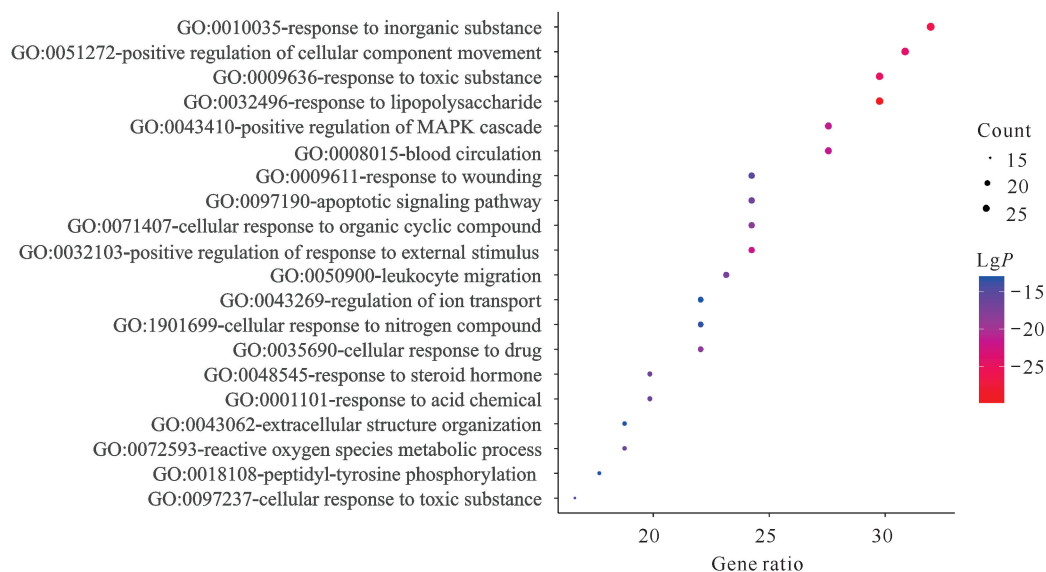 GO:0010035-response to inorganic substance
GO:0051272-positive regulation of cellular component movement
GO:0009636-response to toxic substance
GO:0032496-response to lipopolysaccharide
GO:0043410-positive regulation of MAPK cascade
GO:0008015-blood circulation
GO:0009611-response to wounding
GO:0097190-apoptotic signaling pathway
GO:0071407-cellular response to organic cyclic compound
GO:0032103-positive regulation of response to external stimulus
GO:0050900-leukocyte migration
GO:0043269-regulation of ion transport
GO:1901699-cellular response to nitrogen compound
GO:0035690-cellular response to drug
GO:0048545-response to steroid hormone
GO:0001101-response to acid chemical
GO:0043062-extracellular structure organization
GO:0072593-reactive oxygen species metabolic process
GO:0018108-peptidyl-tyrosine phosphorylation
GO:0097237-cellular response to toxic substance
20 25 30
Gene ratio
Count
15
20
25
LgP
−15
−20
−25